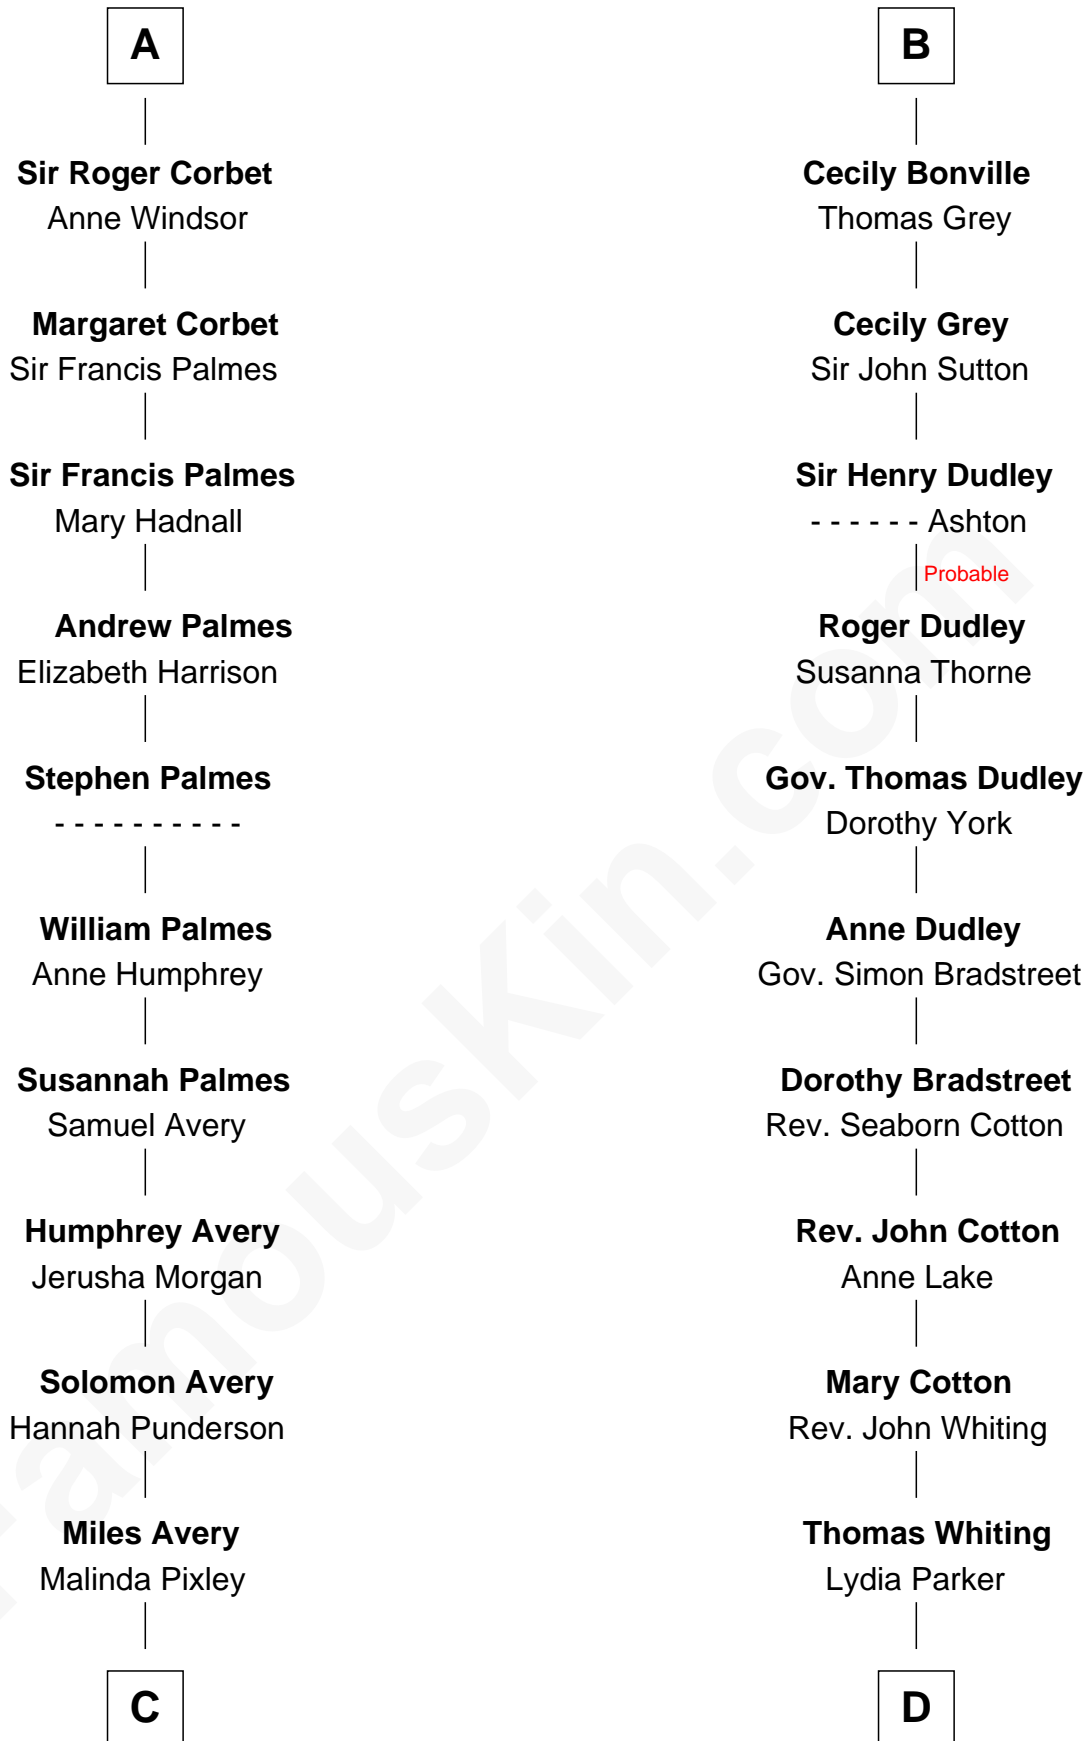 A
Sir Roger Corbet
Anne Windsor
Margaret Corbet
Sir Francis Palmes
Sir Francis Palmes
Mary Hadnall
Andrew Palmes
Elizabeth Harrison
Stephen Palmes
- - - - - - - - - -
William Palmes
Anne Humphrey
Susannah Palmes
Samuel Avery
Humphrey Avery
Jerusha Morgan
Solomon Avery
Hannah Punderson
Miles Avery
Malinda Pixley
C
B
Cecily Bonville
Thomas Grey
Cecily Grey
Sir John Sutton
Sir Henry Dudley
- - - - - - Ashton
Probable
Roger Dudley
Susanna Thorne
Gov. Thomas Dudley
Dorothy York
Anne Dudley
Gov. Simon Bradstreet
Dorothy Bradstreet
Rev. Seaborn Cotton
Rev. John Cotton
Anne Lake
Mary Cotton
Rev. John Whiting
Thomas Whiting
Lydia Parker
D
FamousKin.com